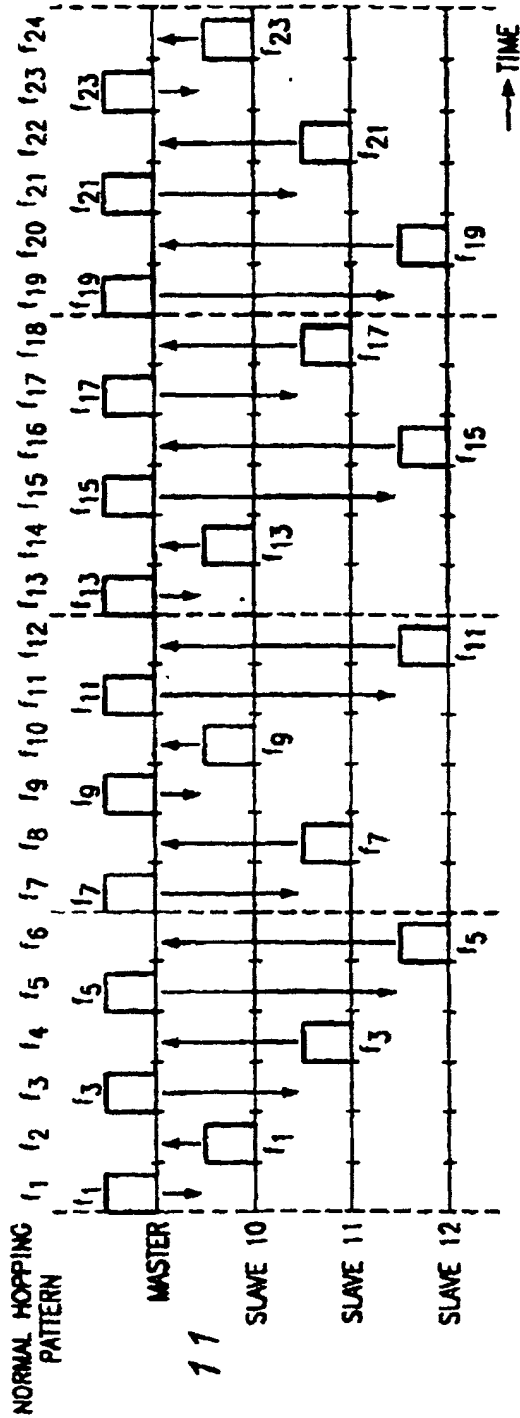 NORMAL HOPPING
PATTERN
f1 f2 f3 f4 f5 f6 f7 f8 f9 f10 f11 f12 f13 f14 f15 f16 f17 f18 f19 f20 f21 f22 f23 f24
f1 f3 f5 f7 f9 f11 f13 f15 f17 f19 f21 f23
MASTER
11
f1 f9 f13 f23
SLAVE 10
f3 f7 f17 f21
SLAVE 11
f5 f11 f15 f19
SLAVE 12
TIME